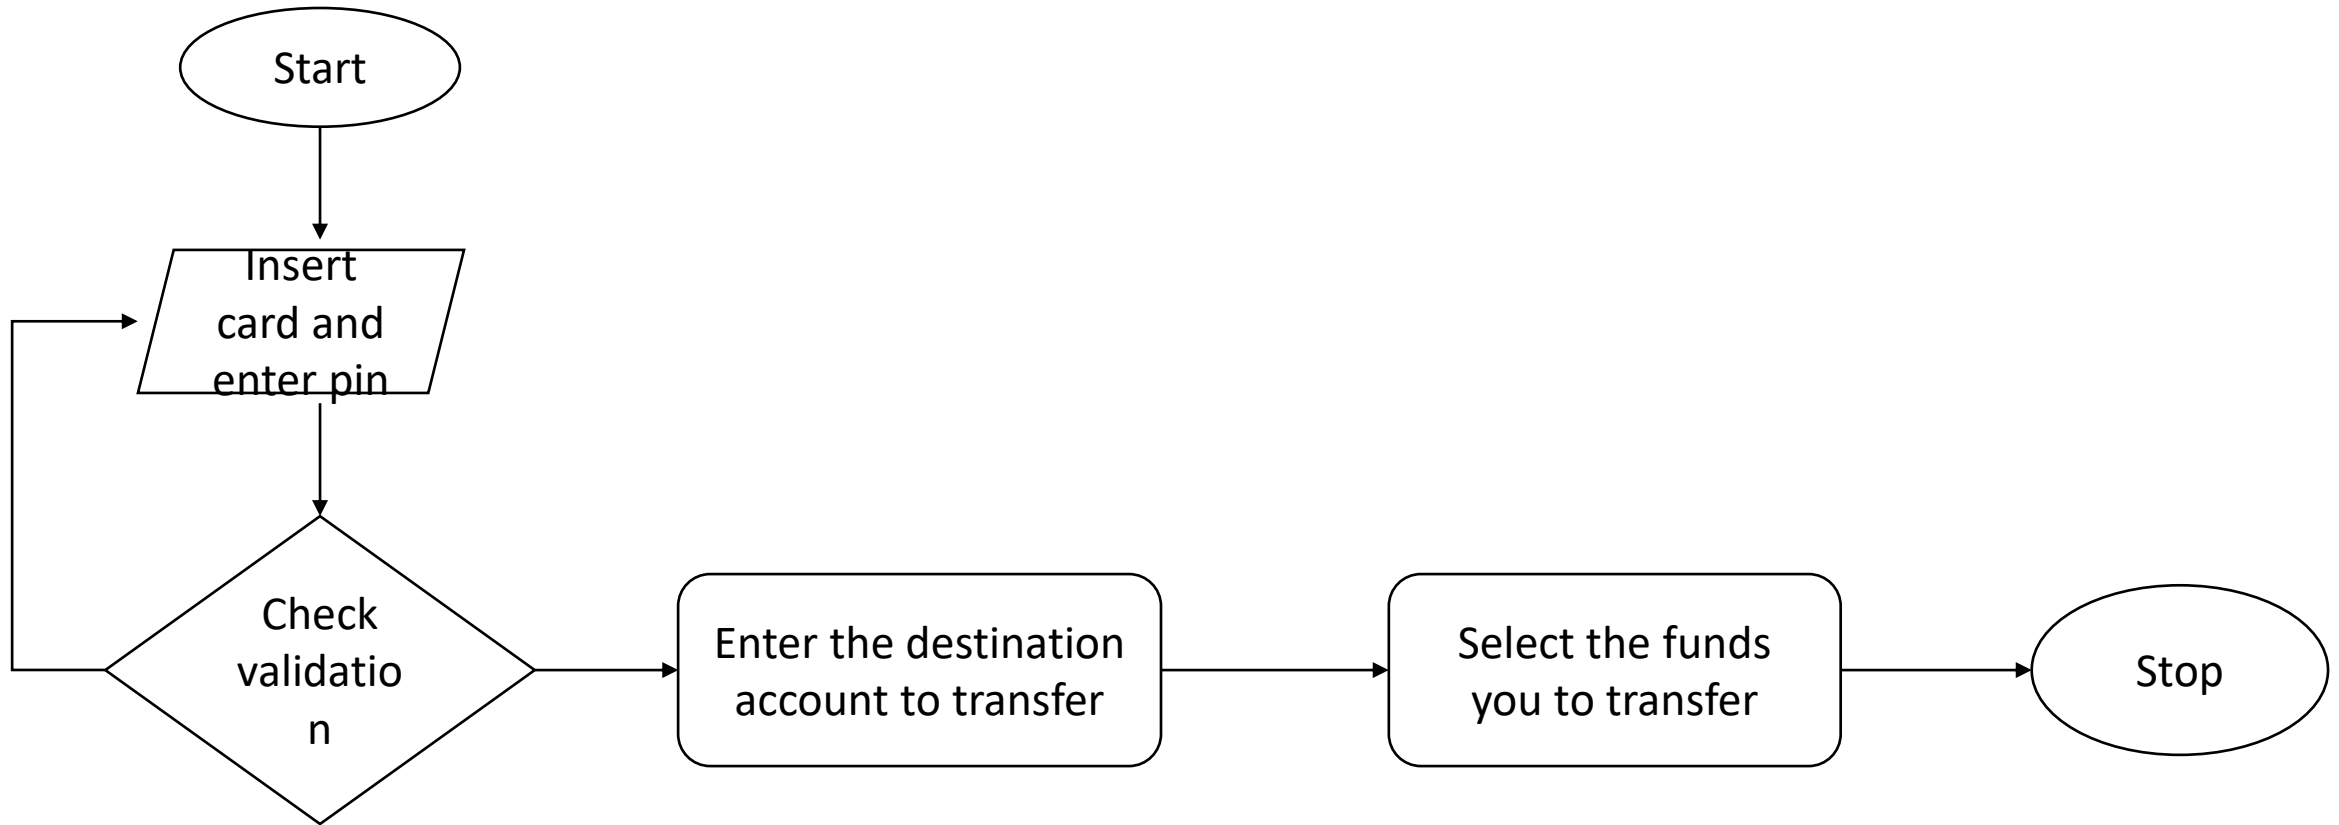 Start
Insert
card and
enter pin
Check
validatio
n
Enter the destination
account to transfer
Select the funds
you to transfer
Stop